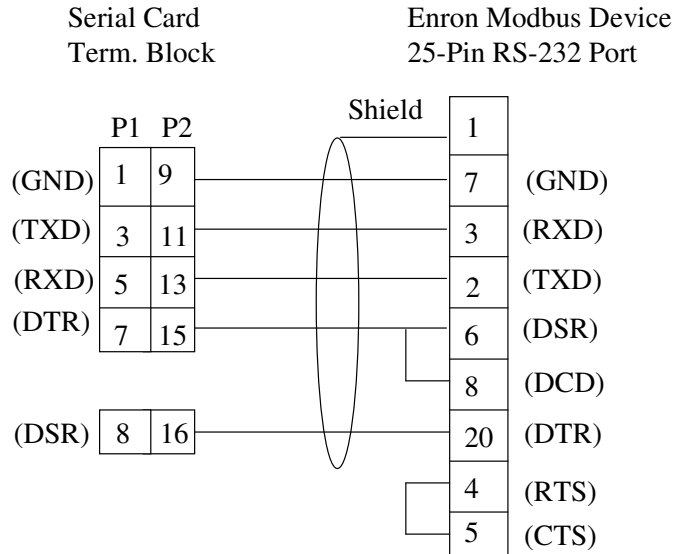 Serial Card Enron Modbus Device
Term. Block 25-Pin RS-232 Port
Shield 1
P1 P2
(GND) 1 9 7 (GND)
(TXD) 3 11 3 (RXD)
(RXD) 5 13 2 (TXD)
(DTR) 7 15 6 (DSR)
8 (DCD)
(DSR) 8 16 20 (DTR)
4 (RTS)
5 (CTS)